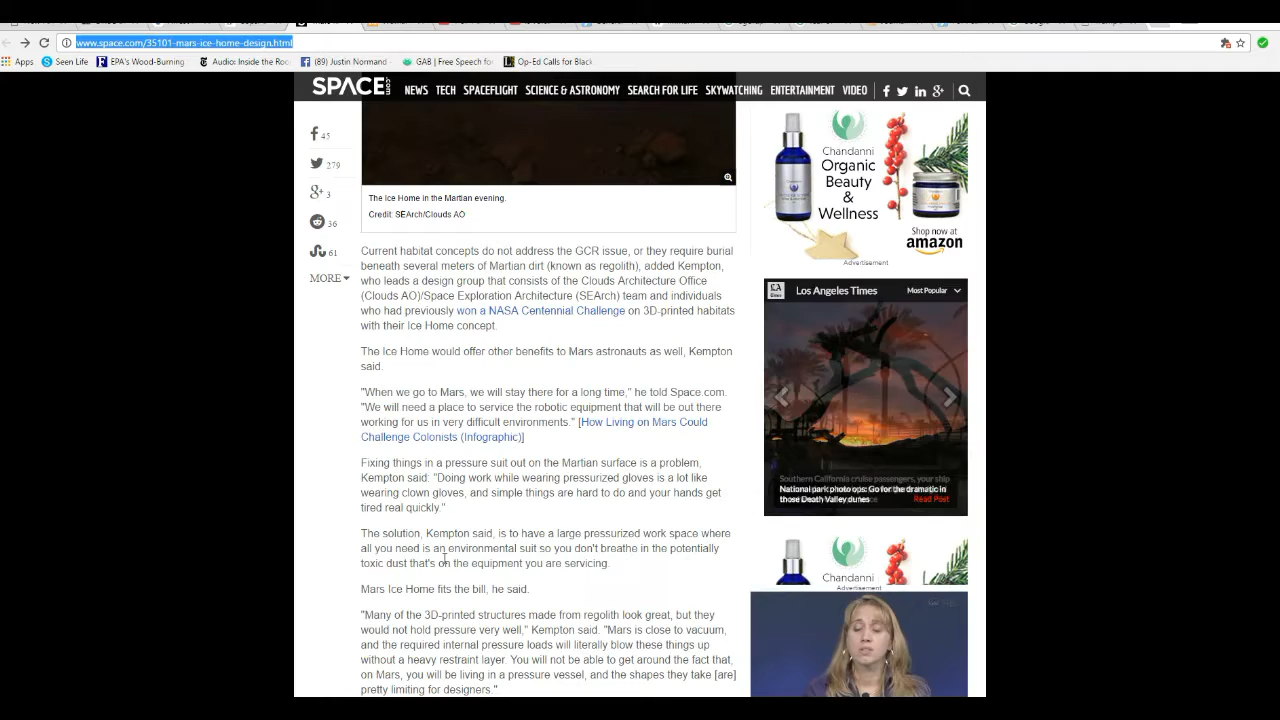 www.space.com/35101-mars-ice-home-design.html
Apps
Seen Life
EPA's Wood-Burning
Audio: Inside the Roc
(89) Justin Normand -
GAB | Free Speech fo
Op-Ed Calls for Black
SPACE.com
NEWS TECH SPACEFLIGHT SCIENCE & ASTRONOMY SEARCH FOR LIFE SKYWATCHING ENTERTAINMENT VIDEO
45
279
3
36
61
MORE
The Ice Home in the Martian evening.
Credit: SEArch/Clouds AO
Current habitat concepts do not address the GCR issue, or they require burial
beneath several meters of Martian dirt (known as regolith), added Kempton,
who leads a design group that consists of the Clouds Architecture Office
(Clouds AO)/Space Exploration Architecture (SEArch) team and individuals
who had previously won a NASA Centennial Challenge on 3D-printed habitats
with their Ice Home concept.
The Ice Home would offer other benefits to Mars astronauts as well, Kempton
said.
"When we go to Mars, we will stay there for a long time," he told Space.com.
"We will need a place to service the robotic equipment that will be out there
working for us in very difficult environments." [How Living on Mars Could
Challenge Colonists (Infographic)]
Fixing things in a pressure suit out on the Martian surface is a problem,
Kempton said: "Doing work while wearing pressurized gloves is a lot like
wearing clown gloves, and simple things are hard to do and your hands get
tired real quickly."
The solution, Kempton said, is to have a large pressurized work space where
all you need is an environmental suit so you don't breathe in the potentially
toxic dust that's on the equipment you are servicing.
Mars Ice Home fits the bill, he said.
"Many of the 3D-printed structures made from regolith look great, but they
would not hold pressure very well," Kempton said. "Mars is close to vacuum,
and the required internal pressure loads will literally blow these things up
without a heavy restraint layer. You will not be able to get around the fact that,
on Mars, you will be living in a pressure vessel, and the shapes they take [are]
pretty limiting for designers."
Chandanni
Organic
Beauty
&
Wellness
Shop now at
amazon
Advertisement
Los Angeles Times
Most Popular
Southern California cruise passengers, your ship
National park photo ops: Go for the dramatic in
those Death Valley dunes
Read Post
Chandanni
Advertisement